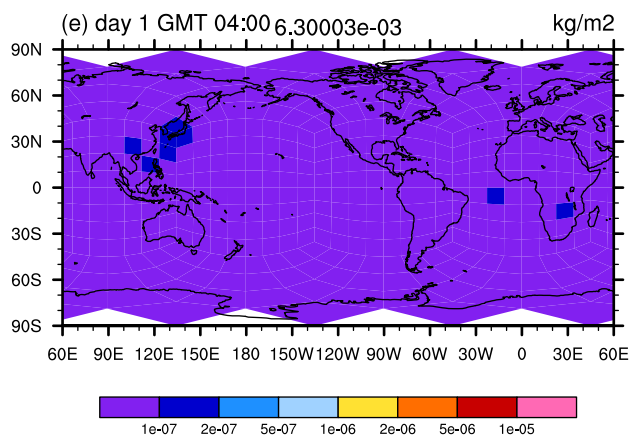 (e) day 1 GMT 04:00 6.30003e-03 kg/m2
90N
60N
30N
0
30S
60S
90S
60E 90E 120E 150E 180 150W 120W 90W 60W 30W 0 30E 60E
1e-07 2e-07 5e-07 1e-06 2e-06 5e-06 1e-05